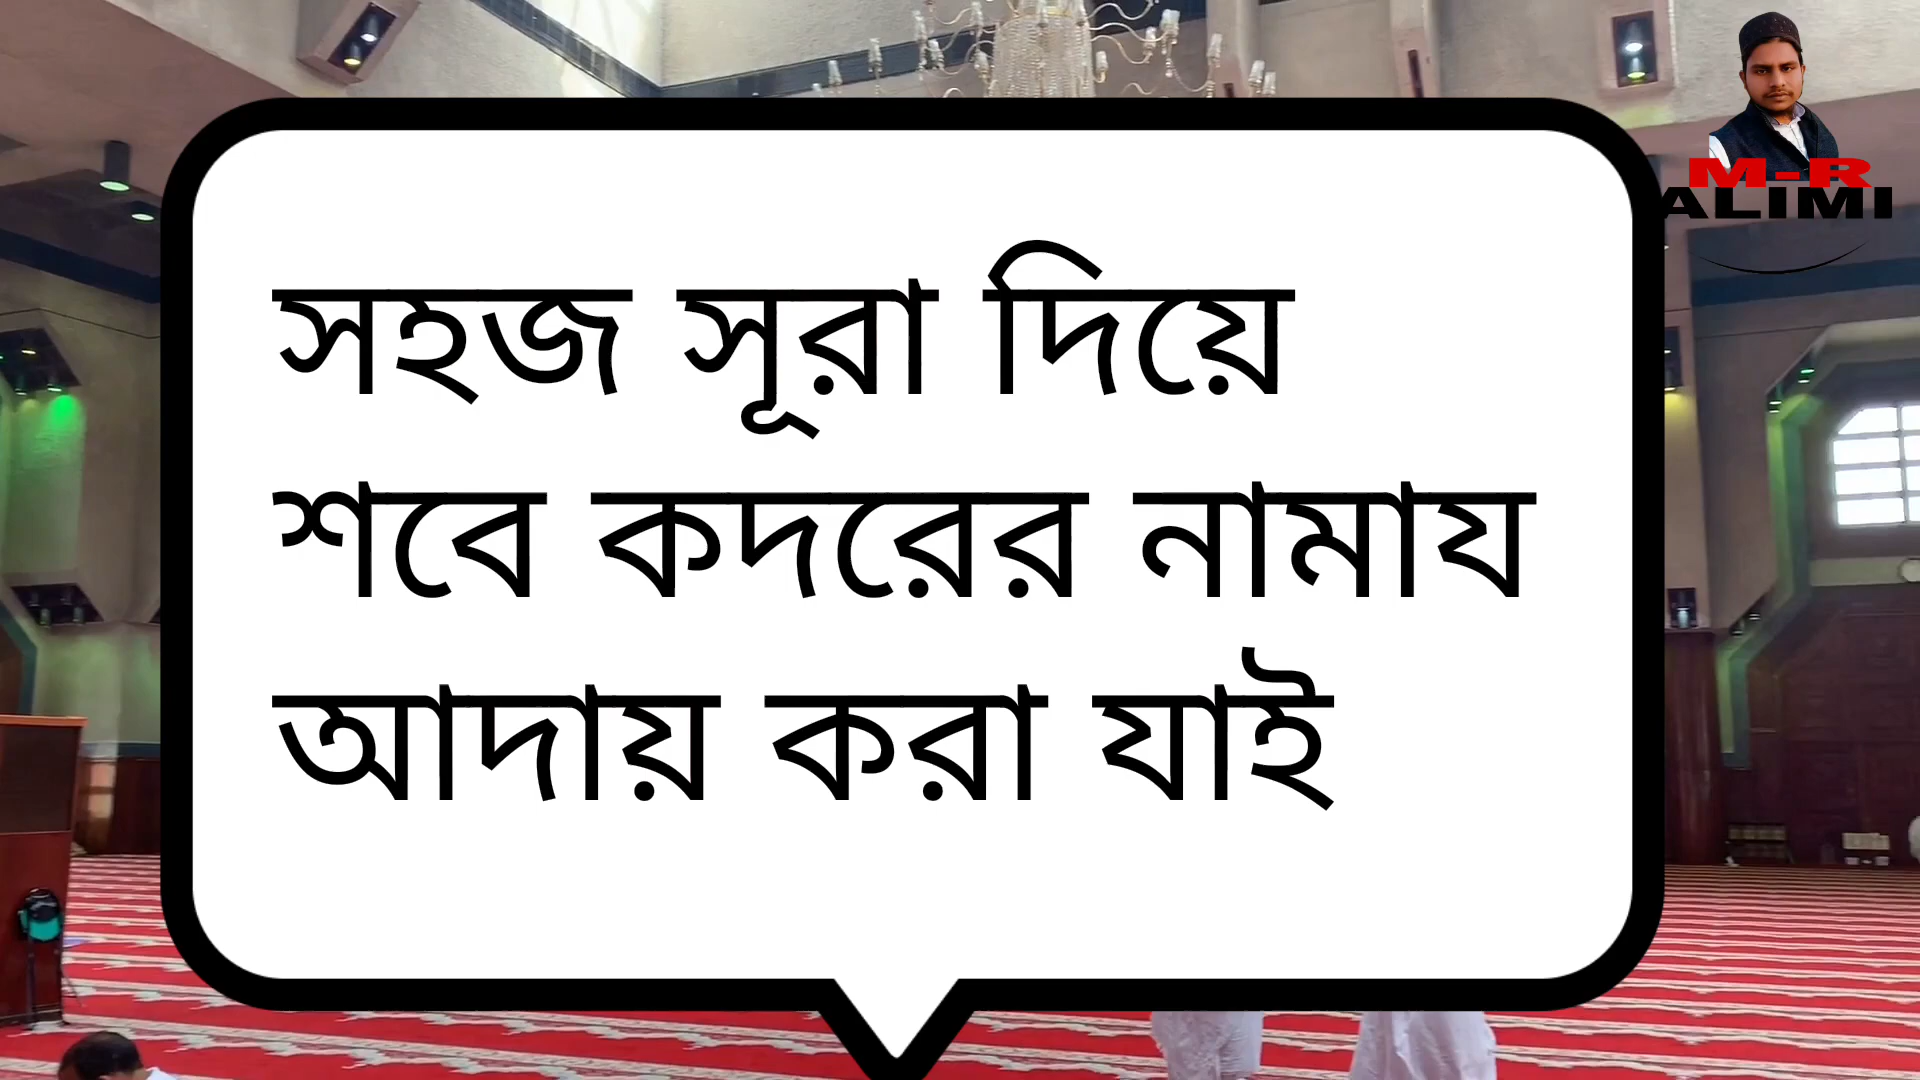 সহজ সূরা দিয়ে
শবে কদরের নামায
আদায় করা যাই
M-R
ALIMI